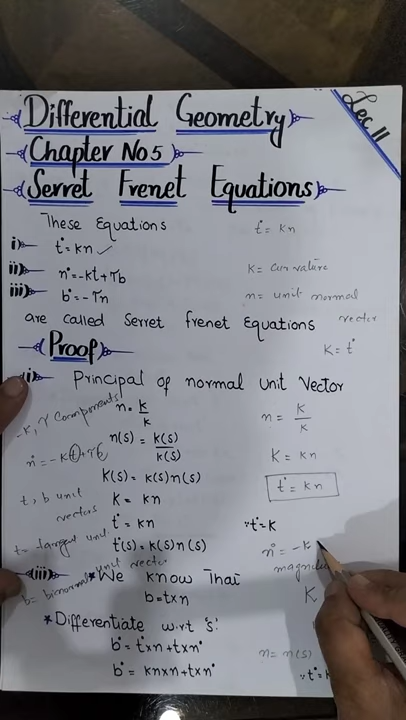 Lec 11
Differential Geometry
Chapter No 5
Serret Frenet Equations
These Equations
i) t° = kn
ii) n° = -kt + τb
iii) b° = -τn
are called Serret frenet Equations
t° = kn
K = curvature
n = unit normal
vector
K = t°
Proof
(i) Principal of normal unit Vector
n = K/k
n(s) = K(s)/k(s)
K(s) = k(s) n(s)
K = kn
t° = kn
t°(s) = k(s) n(s)
∵ t° = K
n = K/k
K = kn
t° = kn
n° = -k
K
-k, τ components
n° = -kt + τb
t, b unit
vectors
t = tangent unit
vector
b = binormal unit
(iii) *We know That
b = t×n
*Differentiate w.r.t 's'
b° = t°×n + t×n°
b° = kn×n + t×n°
n = n(s)
∵ t° =